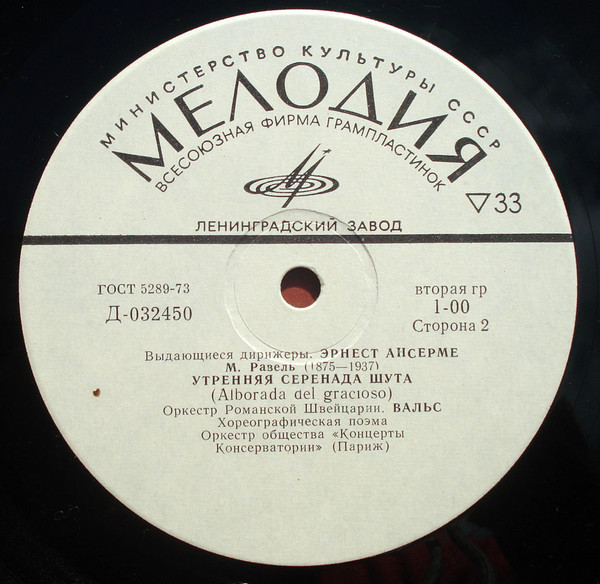 МИНИСТЕРСТВО КУЛЬТУРЫ СССР
МЕЛОДИЯ
ВСЕСОЮЗНАЯ ФИРМА ГРАМПЛАСТИНОК
▽33
ЛЕНИНГРАДСКИЙ ЗАВОД
ГОСТ 5289-73
Д-032450
вторая гр
1-00
Сторона 2
Выдающиеся дирижеры. ЭРНЕСТ АНСЕРМЕ
М. Равель (1875—1937)
УТРЕННЯЯ СЕРЕНАДА ШУТА
(Alborada del gracioso)
Оркестр Романской Швейцарии. ВАЛЬС
Хореографическая поэма
Оркестр общества «Концерты
Консерватории» (Париж)